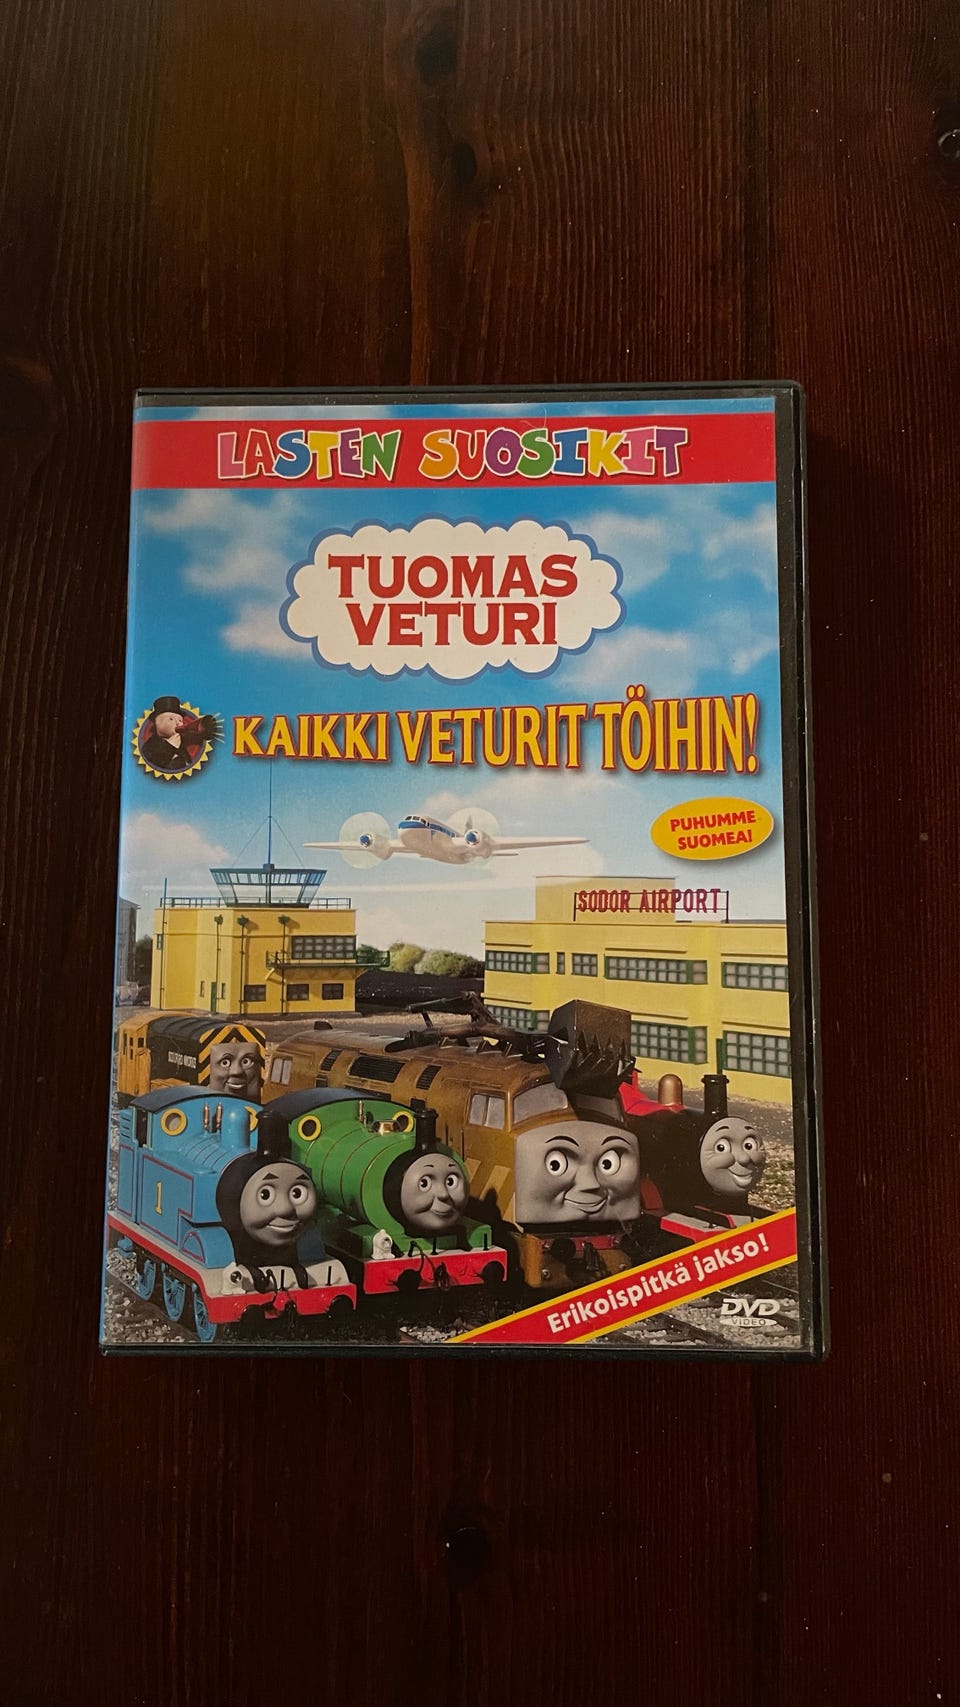 LASTEN SUOSIKIT
TUOMAS
VETURI
KAIKKI VETURIT TÖIHIN!
PUHUMME
SUOMEA!
SODOR AIRPORT
1
Erikoispitkä jakso!
DVD
VIDEO